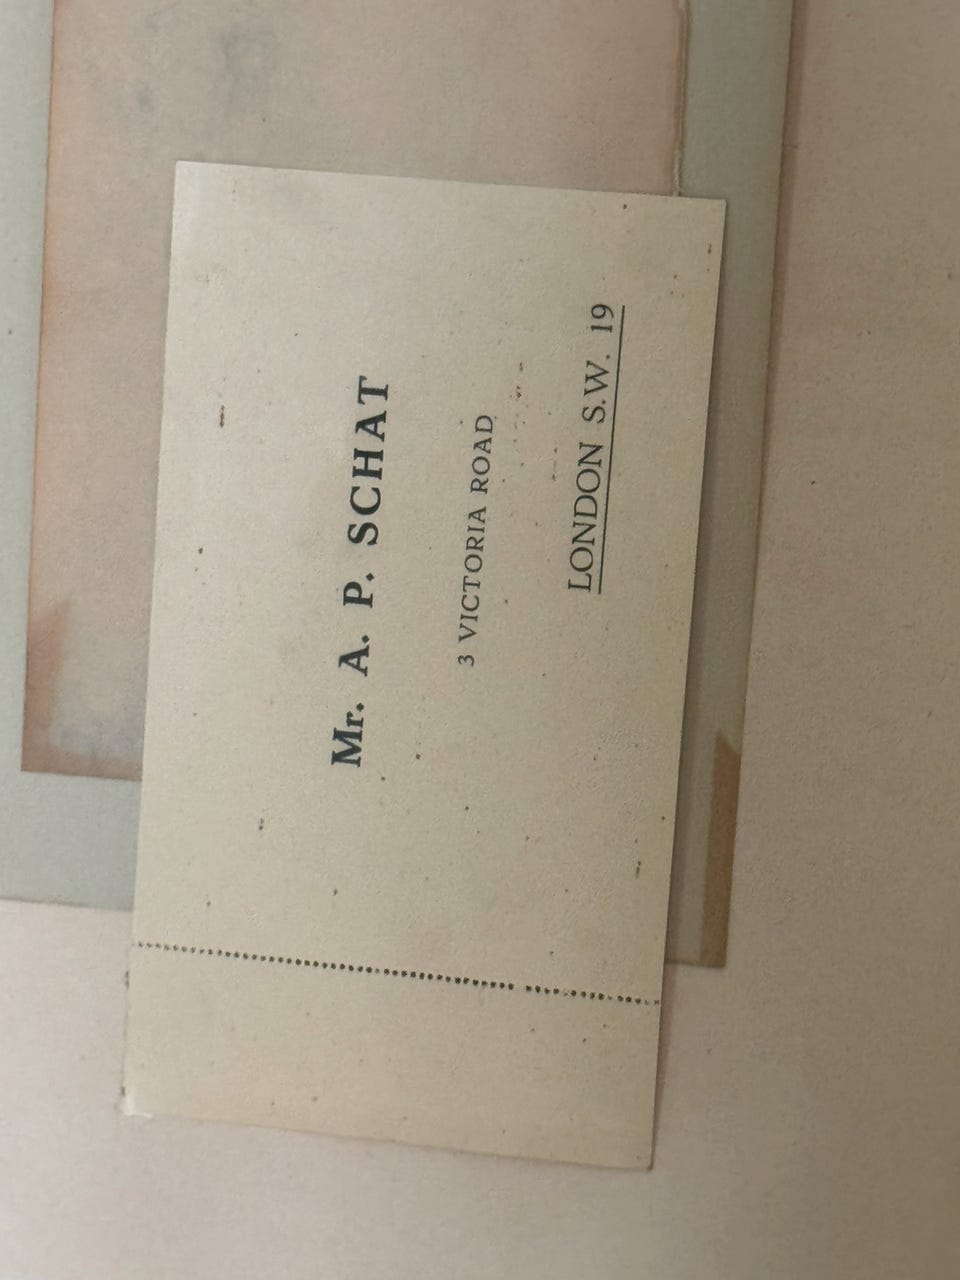 Mr. A. P. SCHAT
3 VICTORIA ROAD
LONDON S.W. 19